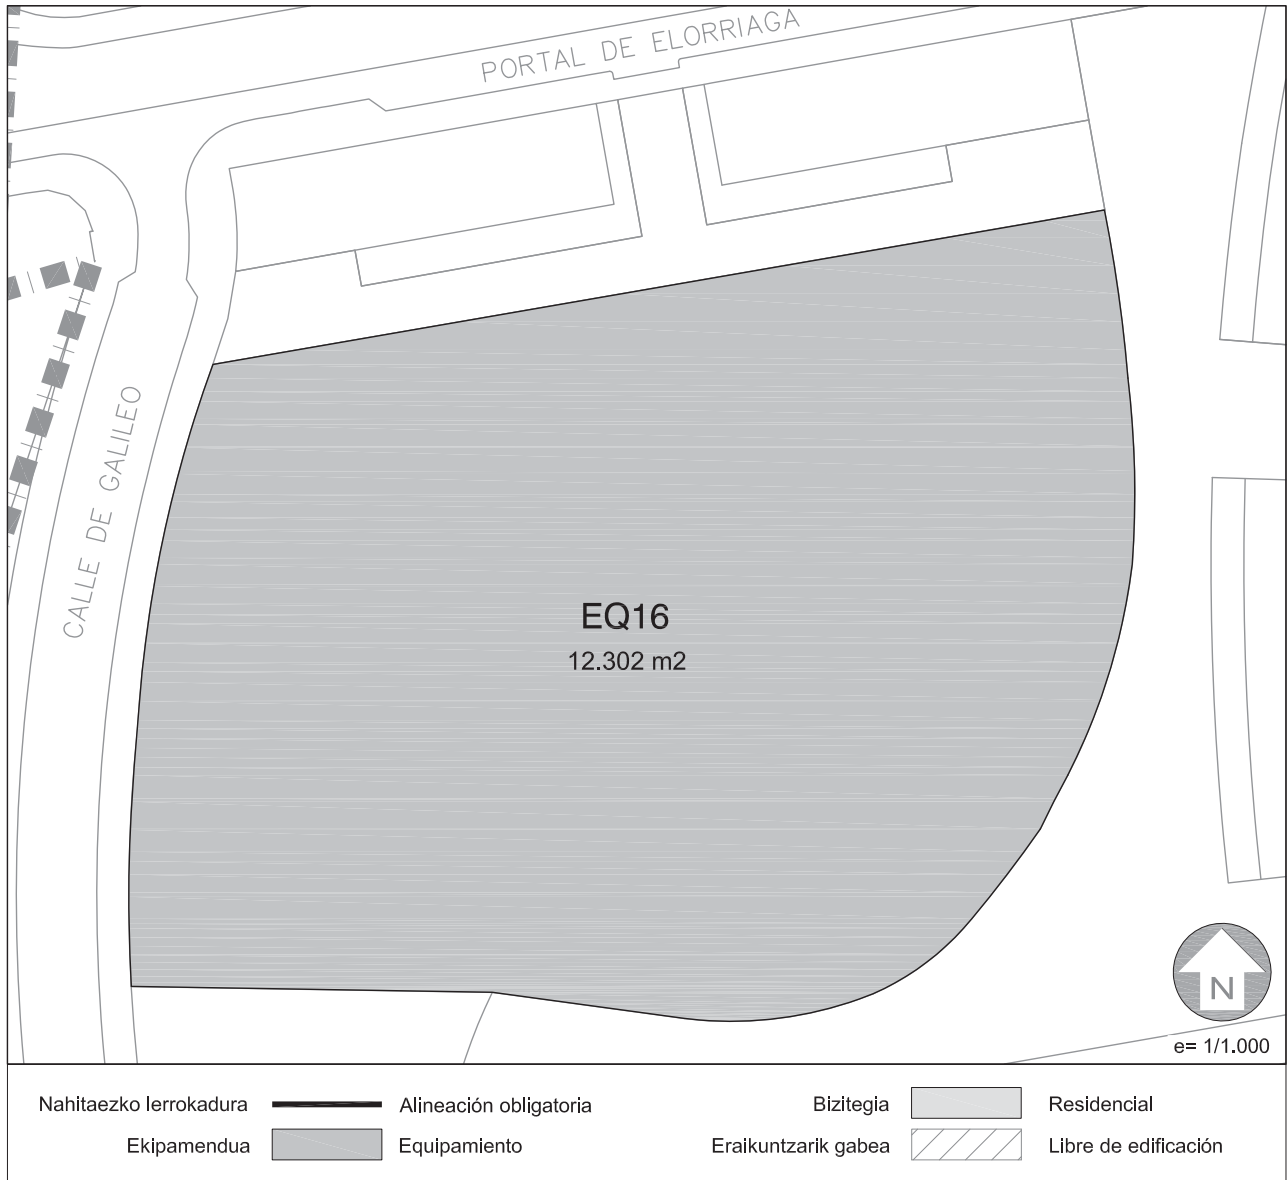 PORTAL DE ELORRIAGA
CALLE DE GALILEO
EQ16
12.302 m2
N
e= 1/1.000
Nahitaezko lerrokadura Alineación obligatoria
Bizitegia Residencial
Ekipamendua Equipamiento
Eraikuntzarik gabea Libre de edificación